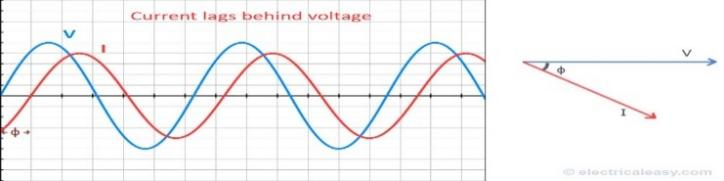 Current lags behind voltage
V
I
ϕ
V
ϕ
I
© electricaleasy.com